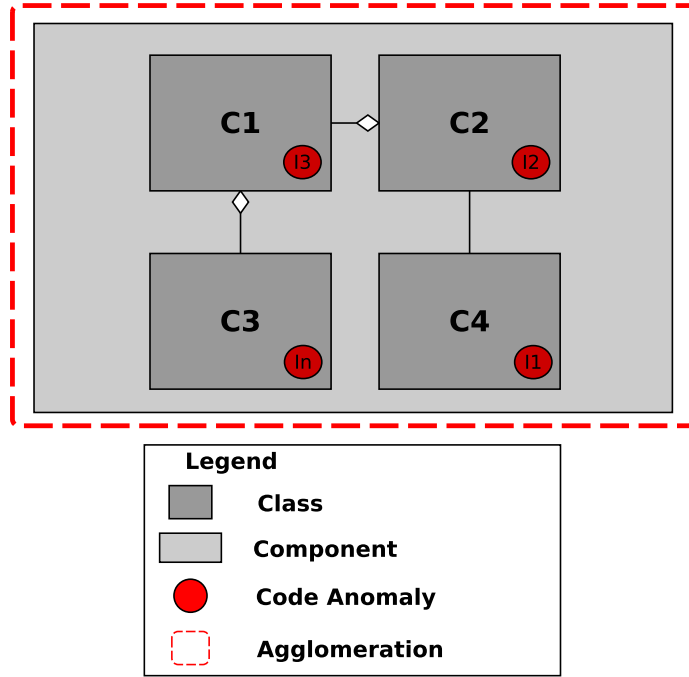 C1
C2
I3
I2
C3
C4
In
I1
Legend
Class
Component
Code Anomaly
Agglomeration